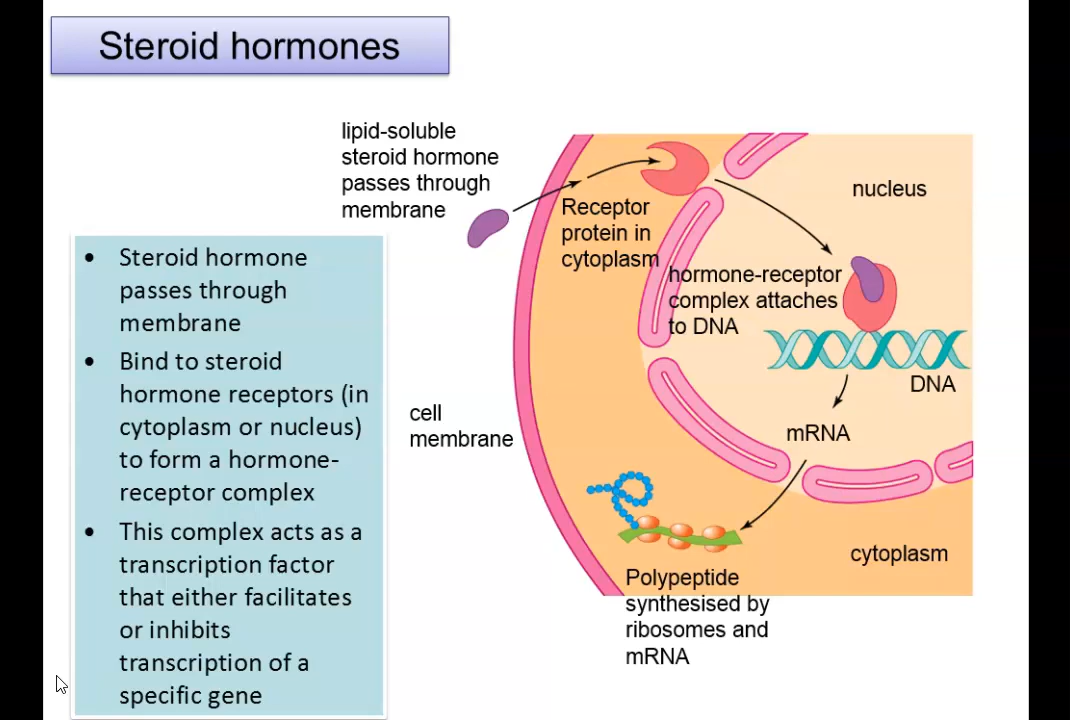 Steroid hormones
lipid-soluble
steroid hormone
passes through
membrane
Receptor
protein in
cytoplasm
nucleus
hormone-receptor
complex attaches
to DNA
DNA
mRNA
cell
membrane
cytoplasm
Polypeptide
synthesised by
ribosomes and
mRNA
• Steroid hormone
passes through
membrane
• Bind to steroid
hormone receptors (in
cytoplasm or nucleus)
to form a hormone-
receptor complex
• This complex acts as a
transcription factor
that either facilitates
or inhibits
transcription of a
specific gene